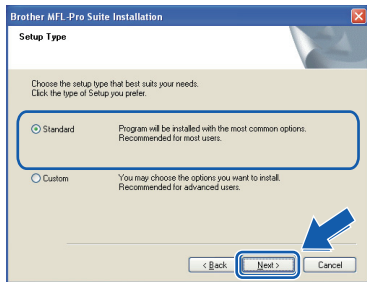 Brother MFL-Pro Suite Installation
Setup Type
Choose the setup type that best suits your needs.
Click the type of Setup you prefer.
Standard
Program will be installed with the most common options.
Recommended for most users.
Custom
You may choose the options you want to install.
Recommended for advanced users.
< Back
Next >
Cancel